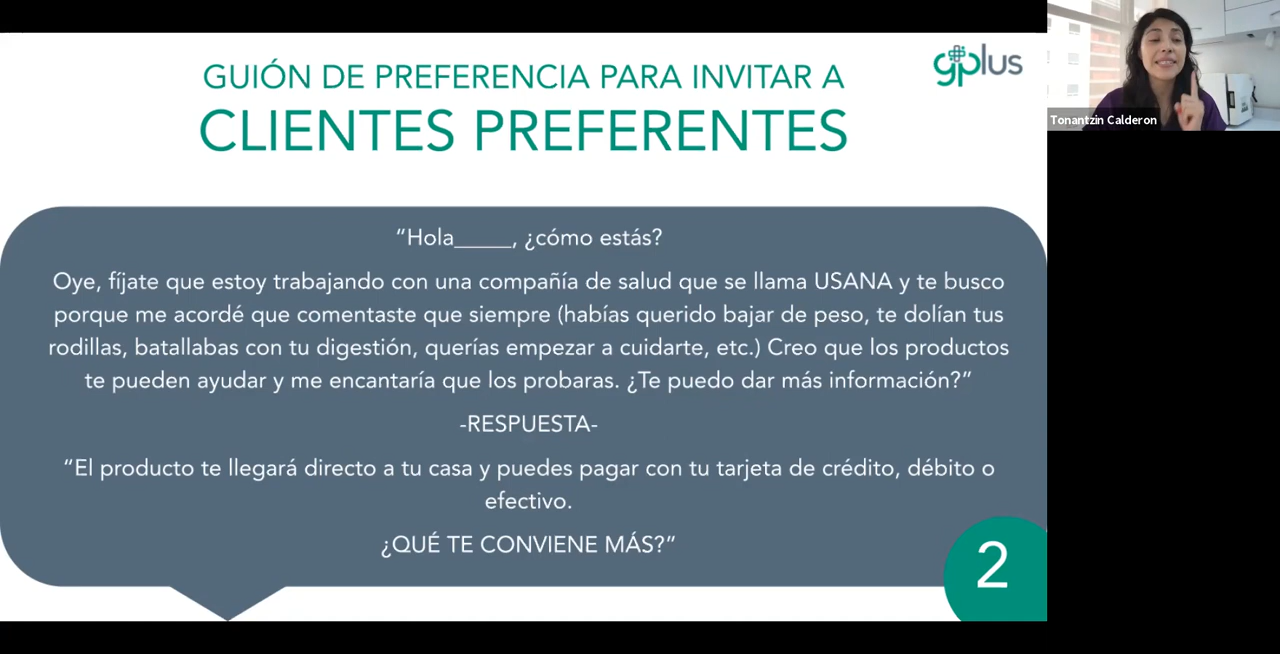 GUIÓN DE PREFERENCIA PARA INVITAR A
CLIENTES PREFERENTES
gplus
Tonantzin Calderon
“Hola_____, ¿cómo estás?
Oye, fíjate que estoy trabajando con una compañía de salud que se llama USANA y te busco
porque me acordé que comentaste que siempre (habías querido bajar de peso, te dolían tus
rodillas, batallabas con tu digestión, querías empezar a cuidarte, etc.) Creo que los productos
te pueden ayudar y me encantaría que los probaras. ¿Te puedo dar más información?”
-RESPUESTA-
“El producto te llegará directo a tu casa y puedes pagar con tu tarjeta de crédito, débito o
efectivo.
¿QUÉ TE CONVIENE MÁS?”
2